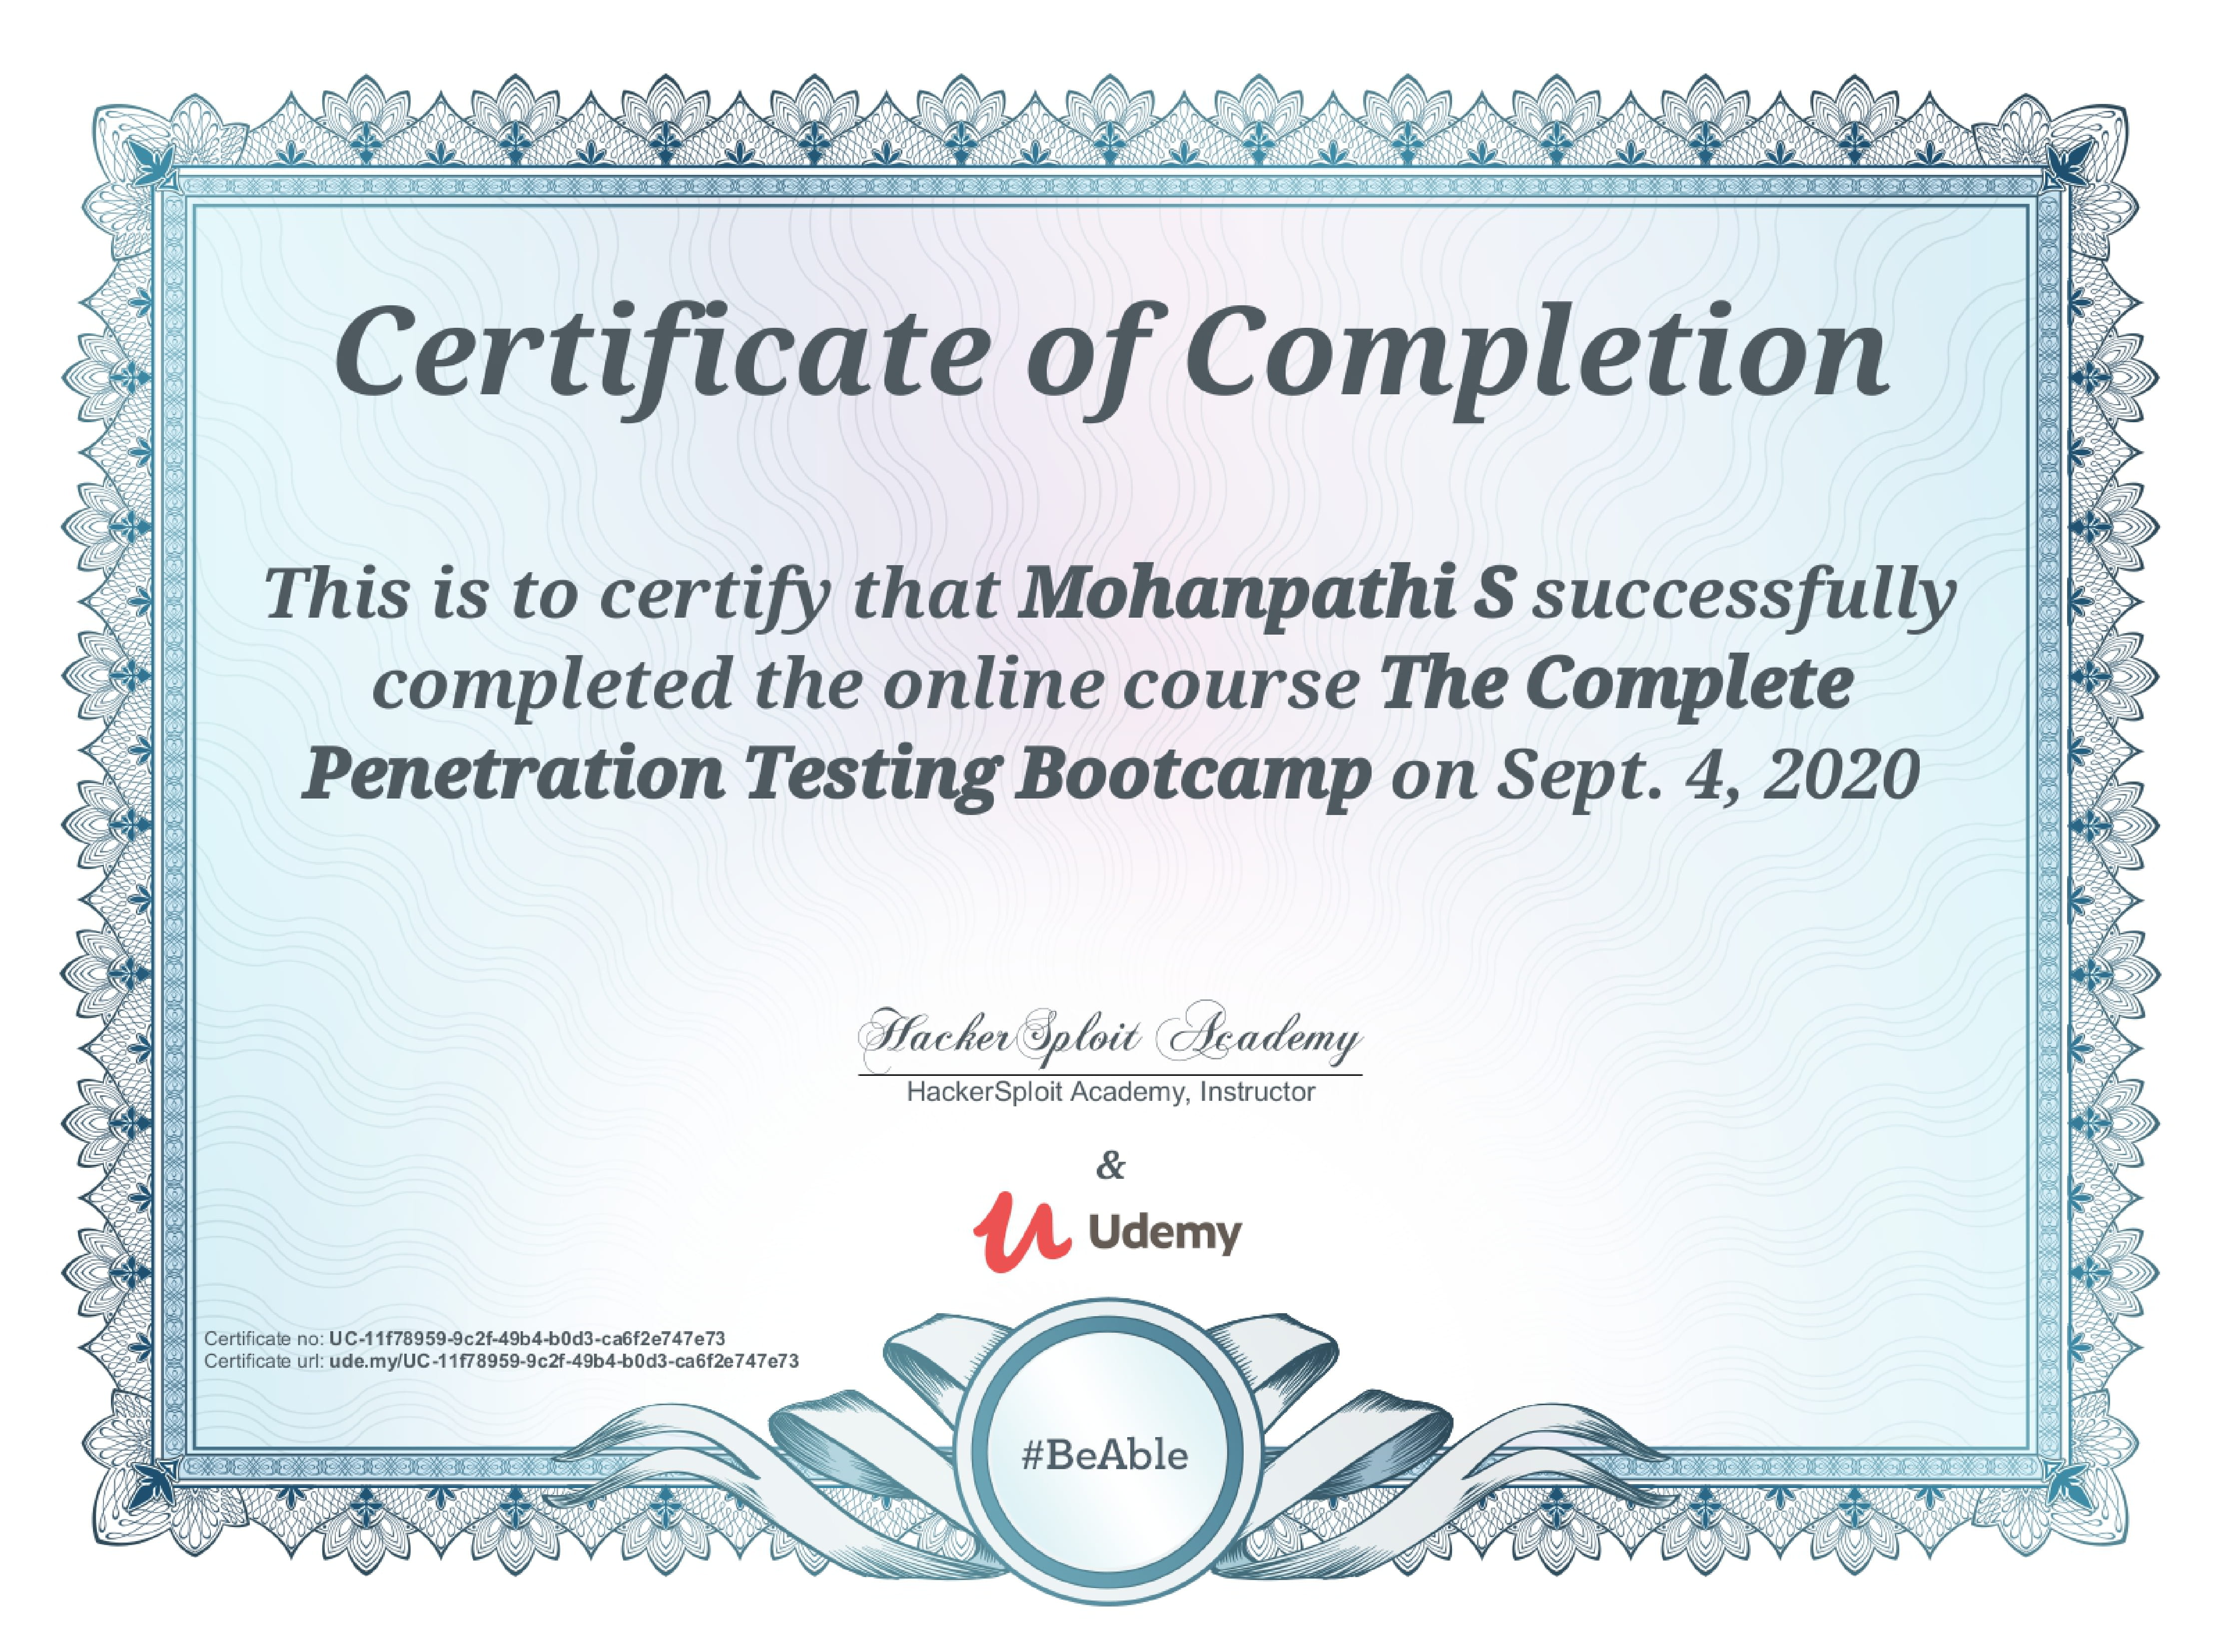 Certificate of Completion
This is to certify that Mohanpathi S successfully
completed the online course The Complete
Penetration Testing Bootcamp on Sept. 4, 2020
HackerSploit Academy
HackerSploit Academy, Instructor
&
Udemy
Certificate no: UC-11f78959-9c2f-49b4-b0d3-ca6f2e747e73
Certificate url: ude.my/UC-11f78959-9c2f-49b4-b0d3-ca6f2e747e73
#BeAble